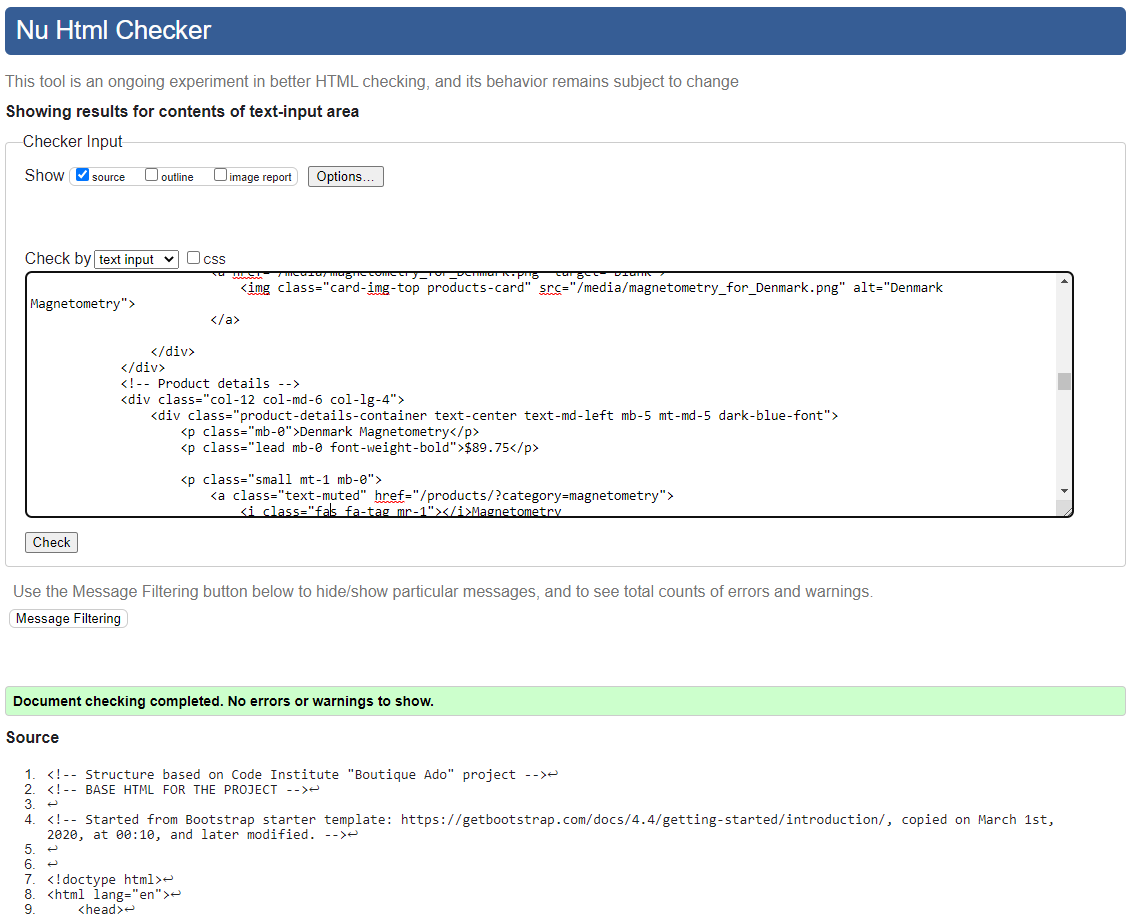 Nu Html Checker
This tool is an ongoing experiment in better HTML checking, and its behavior remains subject to change
Showing results for contents of text-input area
Checker Input
Show source outline image report Options...
Check by text input css
<a href="/media/magnetometry_for_Denmark.png" target="blank">
<img class="card-img-top products-card" src="/media/magnetometry_for_Denmark.png" alt="Denmark
Magnetometry">
</a>
</div>
</div>
<!-- Product details -->
<div class="col-12 col-md-6 col-lg-4">
<div class="product-details-container text-center text-md-left mb-5 mt-md-5 dark-blue-font">
<p class="mb-0">Denmark Magnetometry</p>
<p class="lead mb-0 font-weight-bold">$89.75</p>
<p class="small mt-1 mb-0">
<a class="text-muted" href="/products/?category=magnetometry">
<i class="fas fa-tag mr-1"></i>Magnetometry
Check
Use the Message Filtering button below to hide/show particular messages, and to see total counts of errors and warnings.
Message Filtering
Document checking completed. No errors or warnings to show.
Source
1. <!-- Structure based on Code Institute "Boutique Ado" project -->↩
2. <!-- BASE HTML FOR THE PROJECT -->↩
3. ↩
4. <!-- Started from Bootstrap starter template: https://getbootstrap.com/docs/4.4/getting-started/introduction/, copied on March 1st,
2020, at 00:10, and later modified. -->↩
5. ↩
6. ↩
7. <!doctype html>↩
8. <html lang="en">↩
9. <head>↩